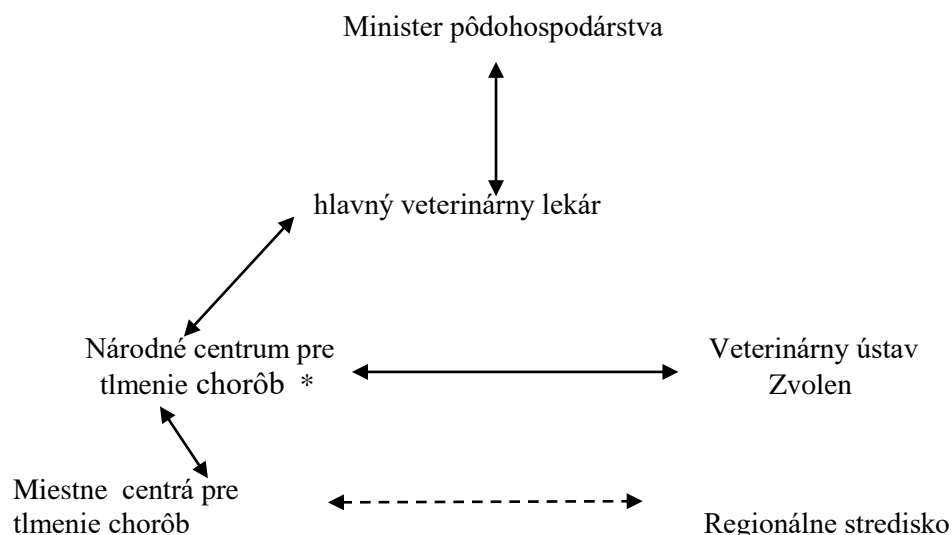 Minister pôdohospodárstva
hlavný veterinárny lekár
Národné centrum pre
tlmenie chorôb *
Veterinárny ústav
Zvolen
Miestne centrá pre
tlmenie chorôb
Regionálne stredisko